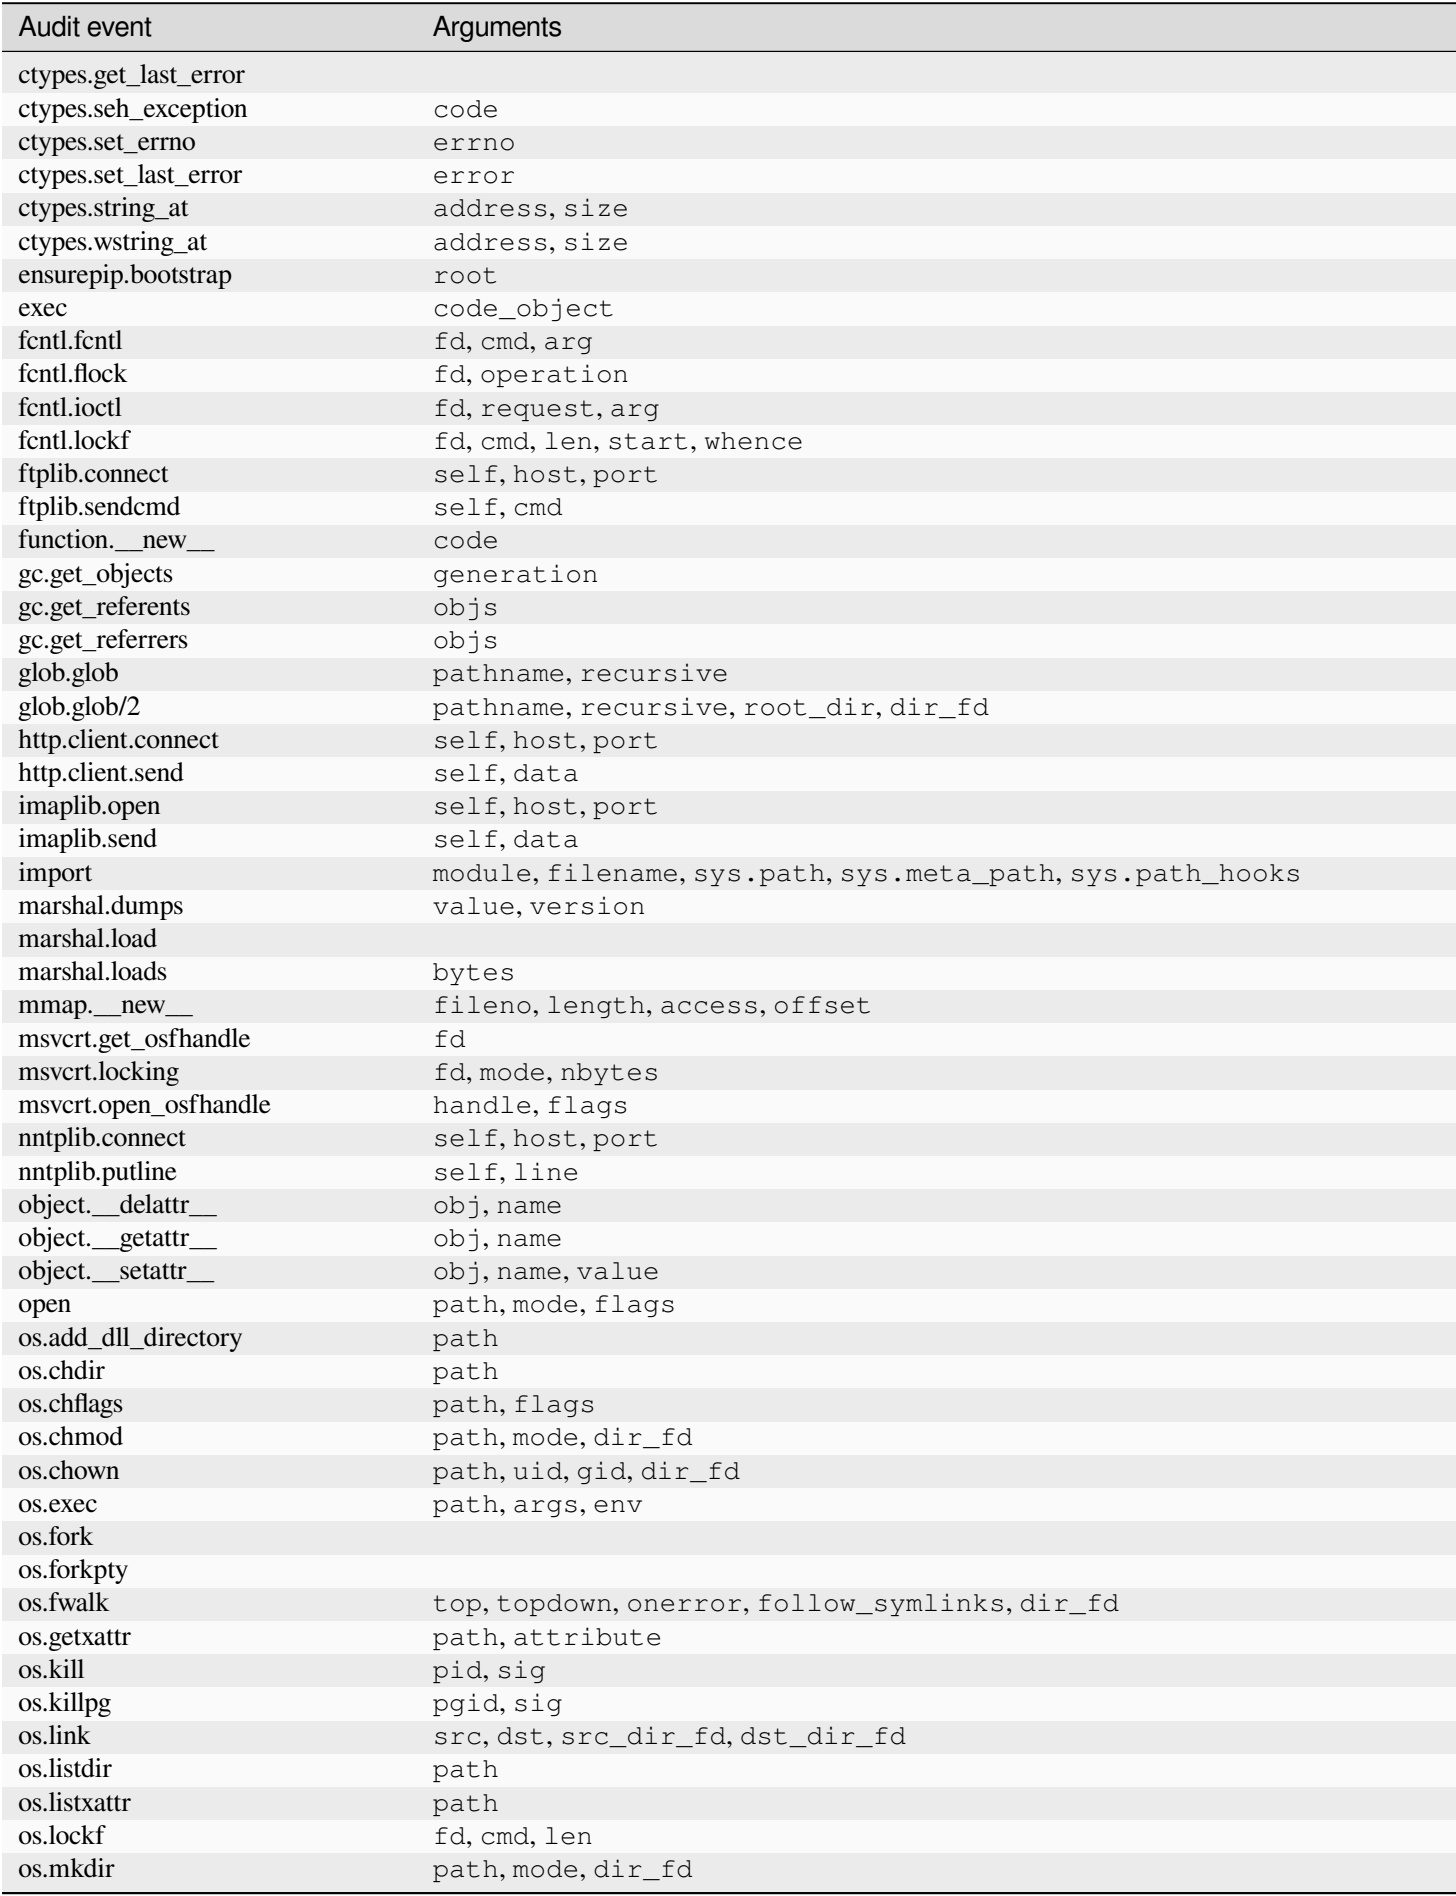 Audit event Arguments
ctypes.get_last_error
ctypes.seh_exception code
ctypes.set_errno errno
ctypes.set_last_error error
ctypes.string_at address, size
ctypes.wstring_at address, size
ensurepip.bootstrap root
exec code_object
fcntl.fcntl fd, cmd, arg
fcntl.flock fd, operation
fcntl.ioctl fd, request, arg
fcntl.lockf fd, cmd, len, start, whence
ftplib.connect self, host, port
ftplib.sendcmd self, cmd
function.__new__ code
gc.get_objects generation
gc.get_referents objs
gc.get_referrers objs
glob.glob pathname, recursive
glob.glob/2 pathname, recursive, root_dir, dir_fd
http.client.connect self, host, port
http.client.send self, data
imaplib.open self, host, port
imaplib.send self, data
import module, filename, sys.path, sys.meta_path, sys.path_hooks
marshal.dumps value, version
marshal.load
marshal.loads bytes
mmap.__new__ fileno, length, access, offset
msvcrt.get_osfhandle fd
msvcrt.locking fd, mode, nbytes
msvcrt.open_osfhandle handle, flags
nntplib.connect self, host, port
nntplib.putline self, line
object.__delattr__ obj, name
object.__getattr__ obj, name
object.__setattr__ obj, name, value
open path, mode, flags
os.add_dll_directory path
os.chdir path
os.chflags path, flags
os.chmod path, mode, dir_fd
os.chown path, uid, gid, dir_fd
os.exec path, args, env
os.fork
os.forkpty
os.fwalk top, topdown, onerror, follow_symlinks, dir_fd
os.getxattr path, attribute
os.kill pid, sig
os.killpg pgid, sig
os.link src, dst, src_dir_fd, dst_dir_fd
os.listdir path
os.listxattr path
os.lockf fd, cmd, len
os.mkdir path, mode, dir_fd